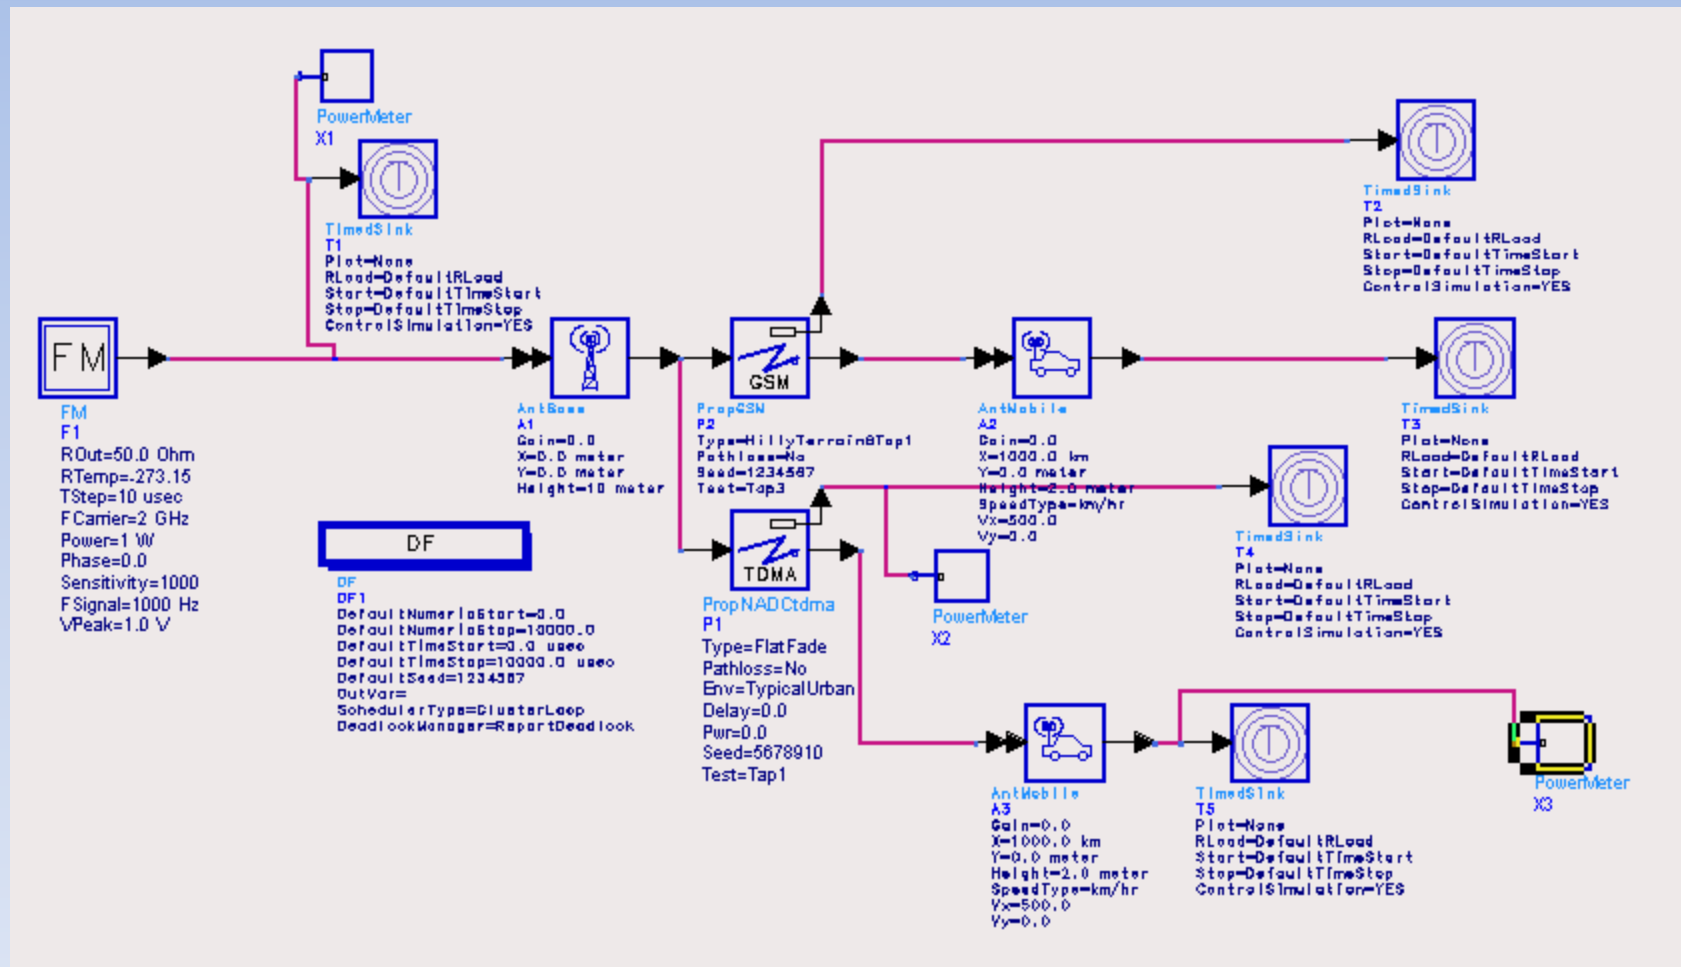 PowerMeter
X1
TimedSink
T1
Plot=None
RLoad=DefaultRLoad
Start=DefaultTimeStart
Stop=DefaultTimeStop
ControlSimulation=YES
TimedSink
T2
Plot=None
RLoad=DefaultRLoad
Start=DefaultTimeStart
Stop=DefaultTimeStop
ControlSimulation=YES
FM
FM
F1
ROut=50.0 Ohm
RTemp=-273.15
TStep=10 usec
FCarrier=2 GHz
Power=1 W
Phase=0.0
Sensitivity=1000
FSignal=1000 Hz
VPeak=1.0 V
AntBase
A1
Gain=0.0
X=0.0 meter
Y=0.0 meter
Height=10 meter
GSM
PropGSM
P2
Type=HillyTerrain6Tap1
Pathloss=No
Seed=1234567
Test=Tap3
AntMobile
A2
Gain=0.0
X=1000.0 km
Y=0.0 meter
Height=2.0 meter
SpeedType=km/hr
Vx=500.0
Vy=0.0
TimedSink
T3
Plot=None
RLoad=DefaultRLoad
Start=DefaultTimeStart
Stop=DefaultTimeStop
ControlSimulation=YES
DF
DF
DF1
DefaultNumericStart=0.0
DefaultNumericStop=10000.0
DefaultTimeStart=0.0 usec
DefaultTimeStop=10000.0 usec
DefaultSeed=1234567
OutVar=
SchedulerType=ClusterLoop
DeadlockManager=ReportDeadlock
TDMA
PropNADCtdma
P1
Type=FlatFade
Pathloss=No
Env=TypicalUrban
Delay=0.0
Pwr=0.0
Seed=5678910
Test=Tap1
PowerMeter
X2
TimedSink
T4
Plot=None
RLoad=DefaultRLoad
Start=DefaultTimeStart
Stop=DefaultTimeStop
ControlSimulation=YES
AntMobile
A3
Gain=0.0
X=1000.0 km
Y=0.0 meter
Height=2.0 meter
SpeedType=km/hr
Vx=500.0
Vy=0.0
TimedSink
T5
Plot=None
RLoad=DefaultRLoad
Start=DefaultTimeStart
Stop=DefaultTimeStop
ControlSimulation=YES
PowerMeter
X3